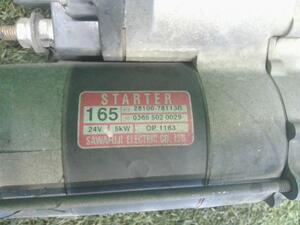 STARTER
165 28100-78113B
0365 502 0029
24V 5kW OP.1163
SAWAFUJI ELECTRIC CO., LTD.